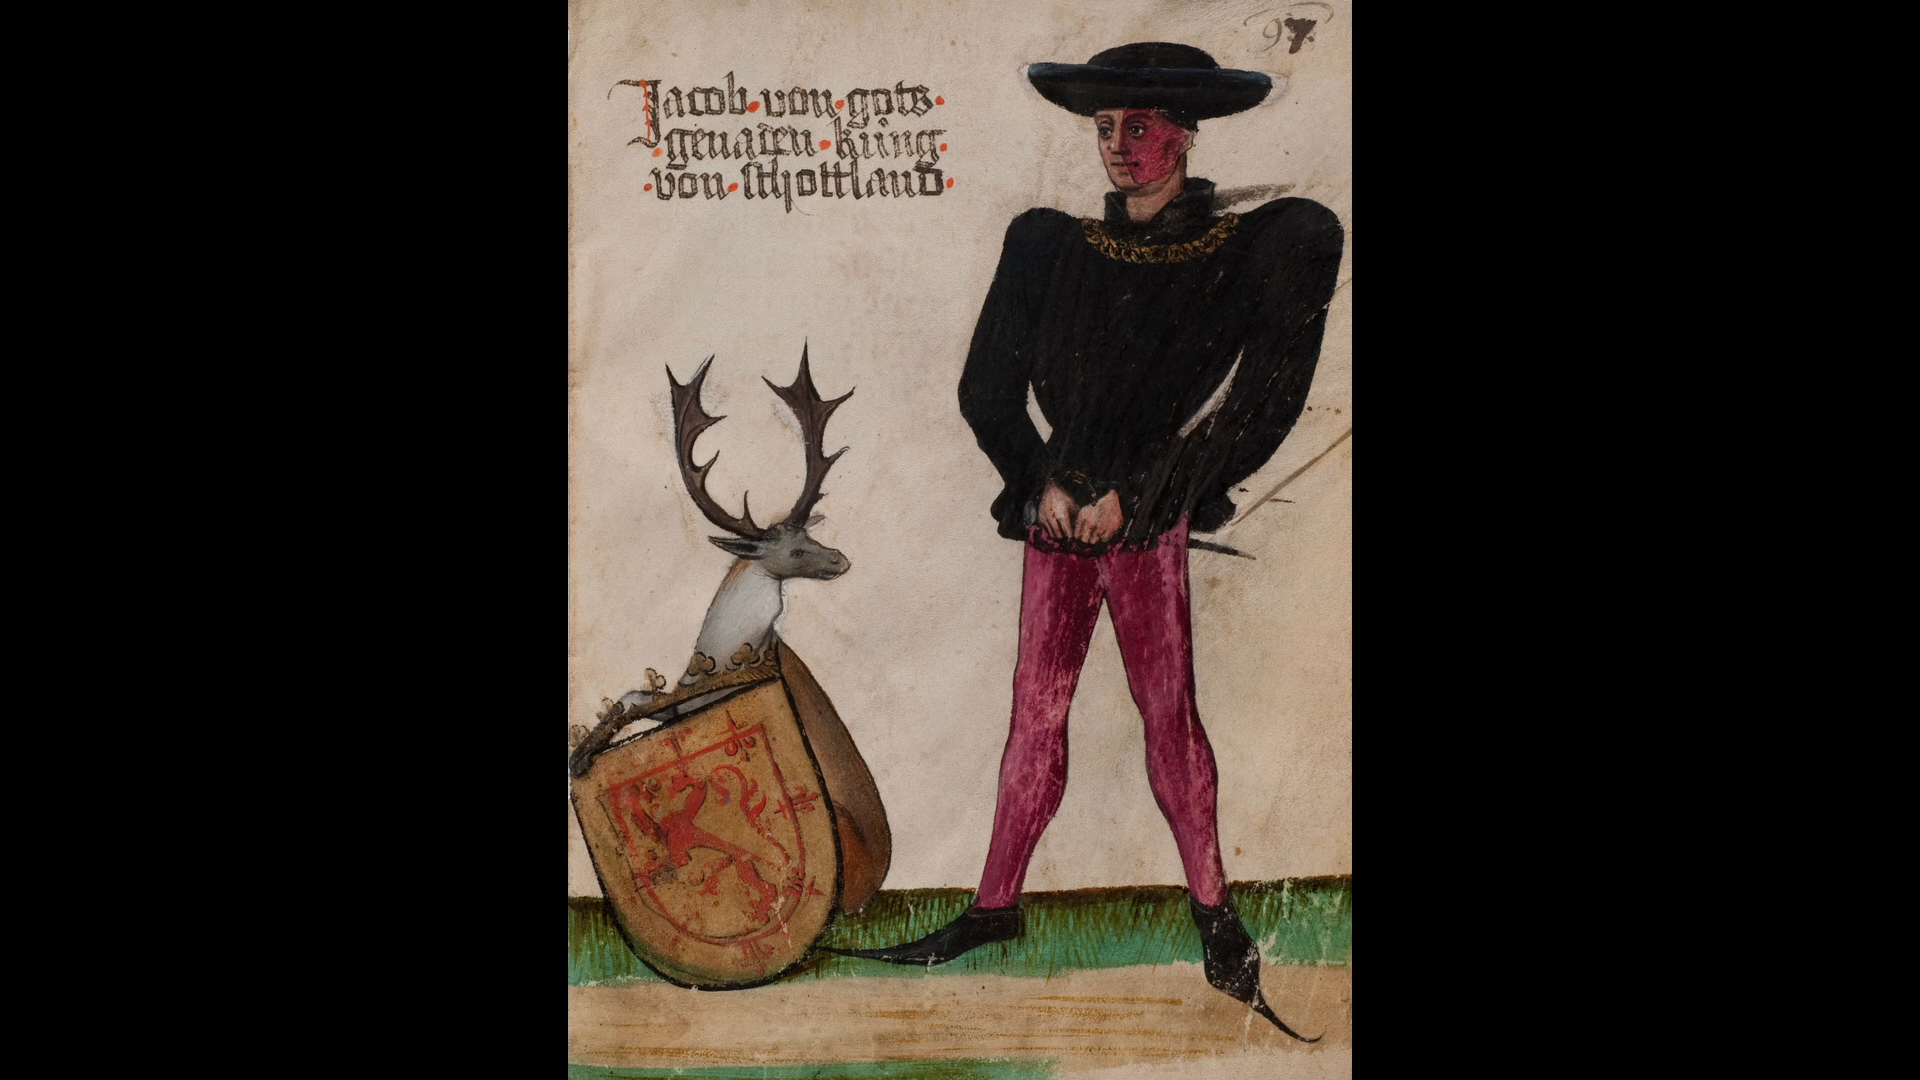 97
Jacob · von · gots ·
· genaden · küng ·
· von · schottland ·